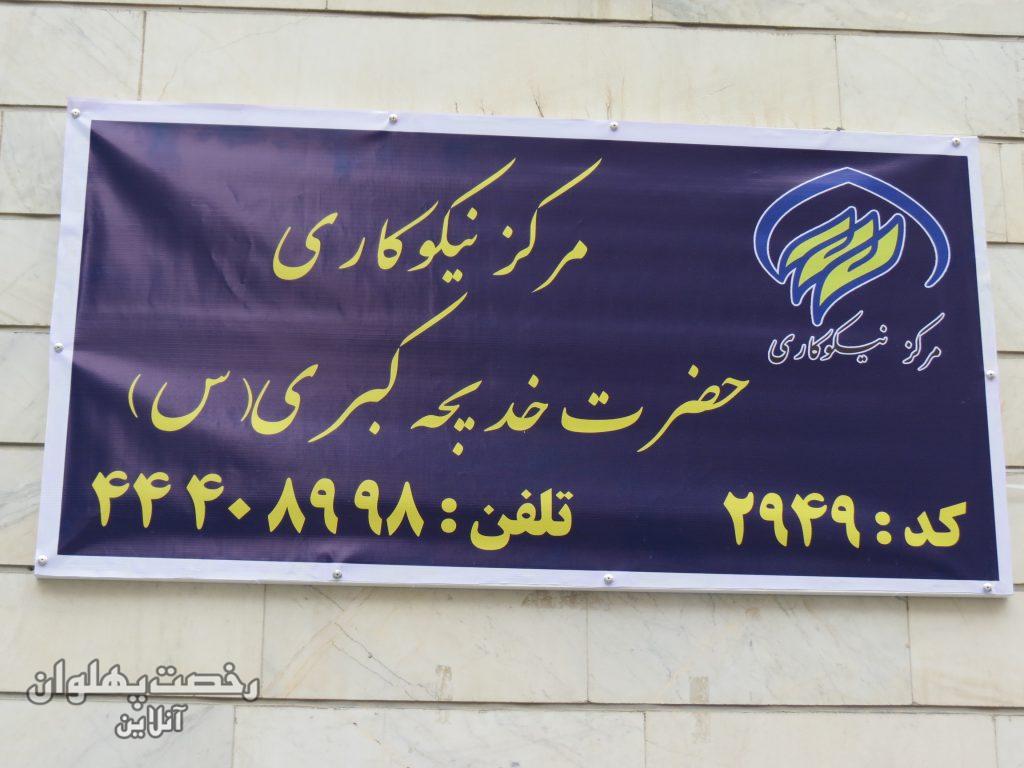 مرکز نیکوکاری
مرکز نیکوکاری
حضرت خدیجه کبری (س)
کد : ۲۹۴۹
تلفن : ۴۴۴۰۸۹۹۸
رخصت پهلوان
آنلاین